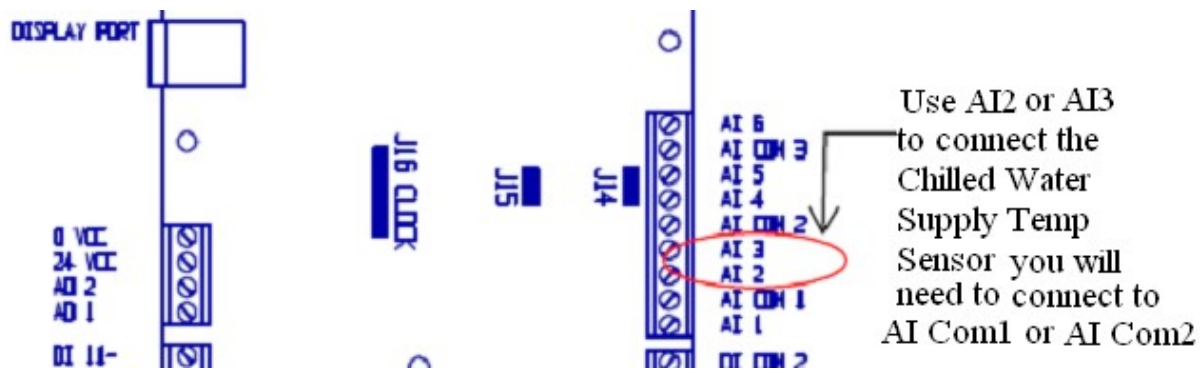 DISPLAY PORT
J16 CLOCK
J15
J14
0 VCC
24 VCC
AO 2
AO 1
DI 11-
AI 6
AI COM 3
AI 5
AI 4
AI COM 2
AI 3
AI 2
AI COM 1
AI 1
DI COM 2
Use AI2 or AI3
to connect the
Chilled Water
Supply Temp
Sensor you will
need to connect to
AI Com1 or AI Com2